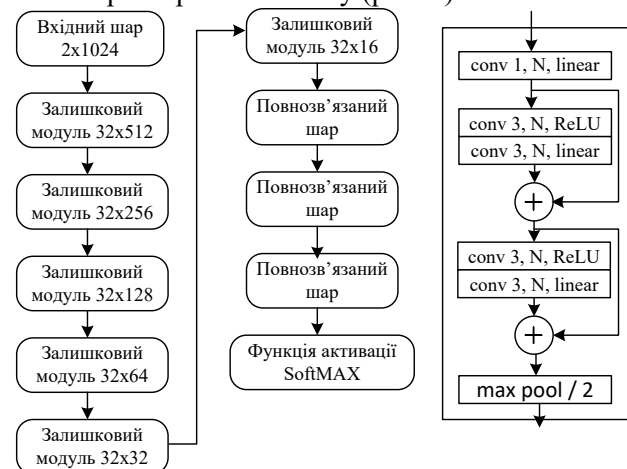 Вхідний шар
2x1024
Залишковий
модуль 32x512
Залишковий
модуль 32x256
Залишковий
модуль 32x128
Залишковий
модуль 32x64
Залишковий
модуль 32x32
Залишковий
модуль 32x16
Повнозв’язаний
шар
Повнозв’язаний
шар
Повнозв’язаний
шар
Функція активації
SoftMAX
conv 1, N, linear
conv 3, N, ReLU
conv 3, N, linear
+
conv 3, N, ReLU
conv 3, N, linear
+
max pool / 2